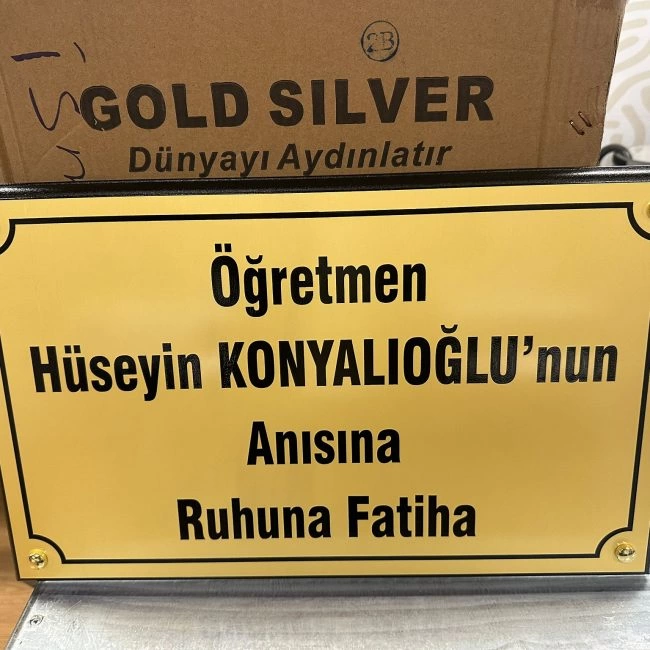 2B
GOLD SILVER
Dünyayı Aydınlatır
Öğretmen
Hüseyin KONYALIOĞLU'nun
Anısına
Ruhuna Fatiha